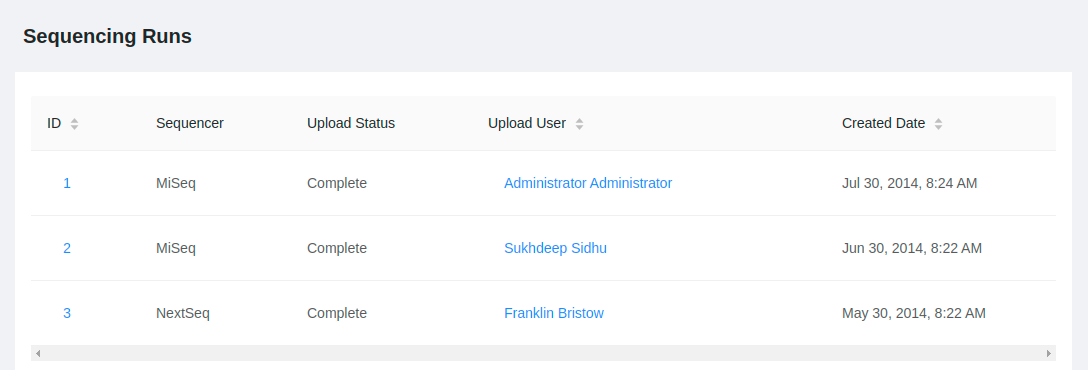 Sequencing Runs
ID Sequencer Upload Status Upload User Created Date
1 MiSeq Complete Administrator Administrator Jul 30, 2014, 8:24 AM
2 MiSeq Complete Sukhdeep Sidhu Jun 30, 2014, 8:22 AM
3 NextSeq Complete Franklin Bristow May 30, 2014, 8:22 AM